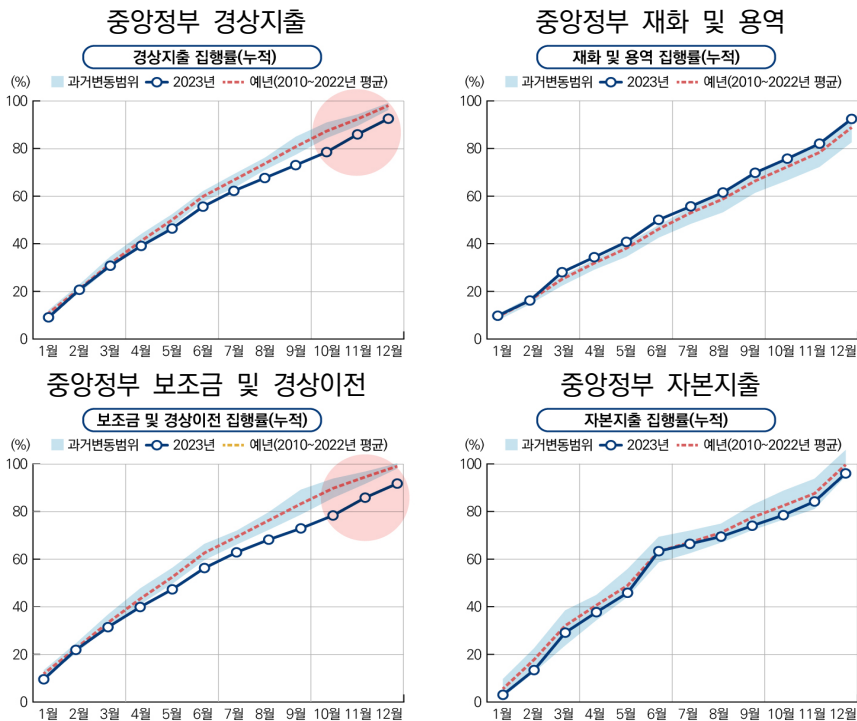 중앙정부 경상지출
경상지출 집행률(누적)
(%) 과거변동범위 2023년 예년(2010~2022년 평균)
100
80
60
40
20
0
1월 2월 3월 4월 5월 6월 7월 8월 9월 10월 11월 12월
중앙정부 재화 및 용역
재화 및 용역 집행률(누적)
(%) 과거변동범위 2023년 예년(2010~2022년 평균)
100
80
60
40
20
0
1월 2월 3월 4월 5월 6월 7월 8월 9월 10월 11월 12월
중앙정부 보조금 및 경상이전
보조금 및 경상이전 집행률(누적)
(%) 과거변동범위 2023년 예년(2010~2022년 평균)
100
80
60
40
20
0
1월 2월 3월 4월 5월 6월 7월 8월 9월 10월 11월 12월
중앙정부 자본지출
자본지출 집행률(누적)
(%) 과거변동범위 2023년 예년(2010~2022년 평균)
100
80
60
40
20
0
1월 2월 3월 4월 5월 6월 7월 8월 9월 10월 11월 12월